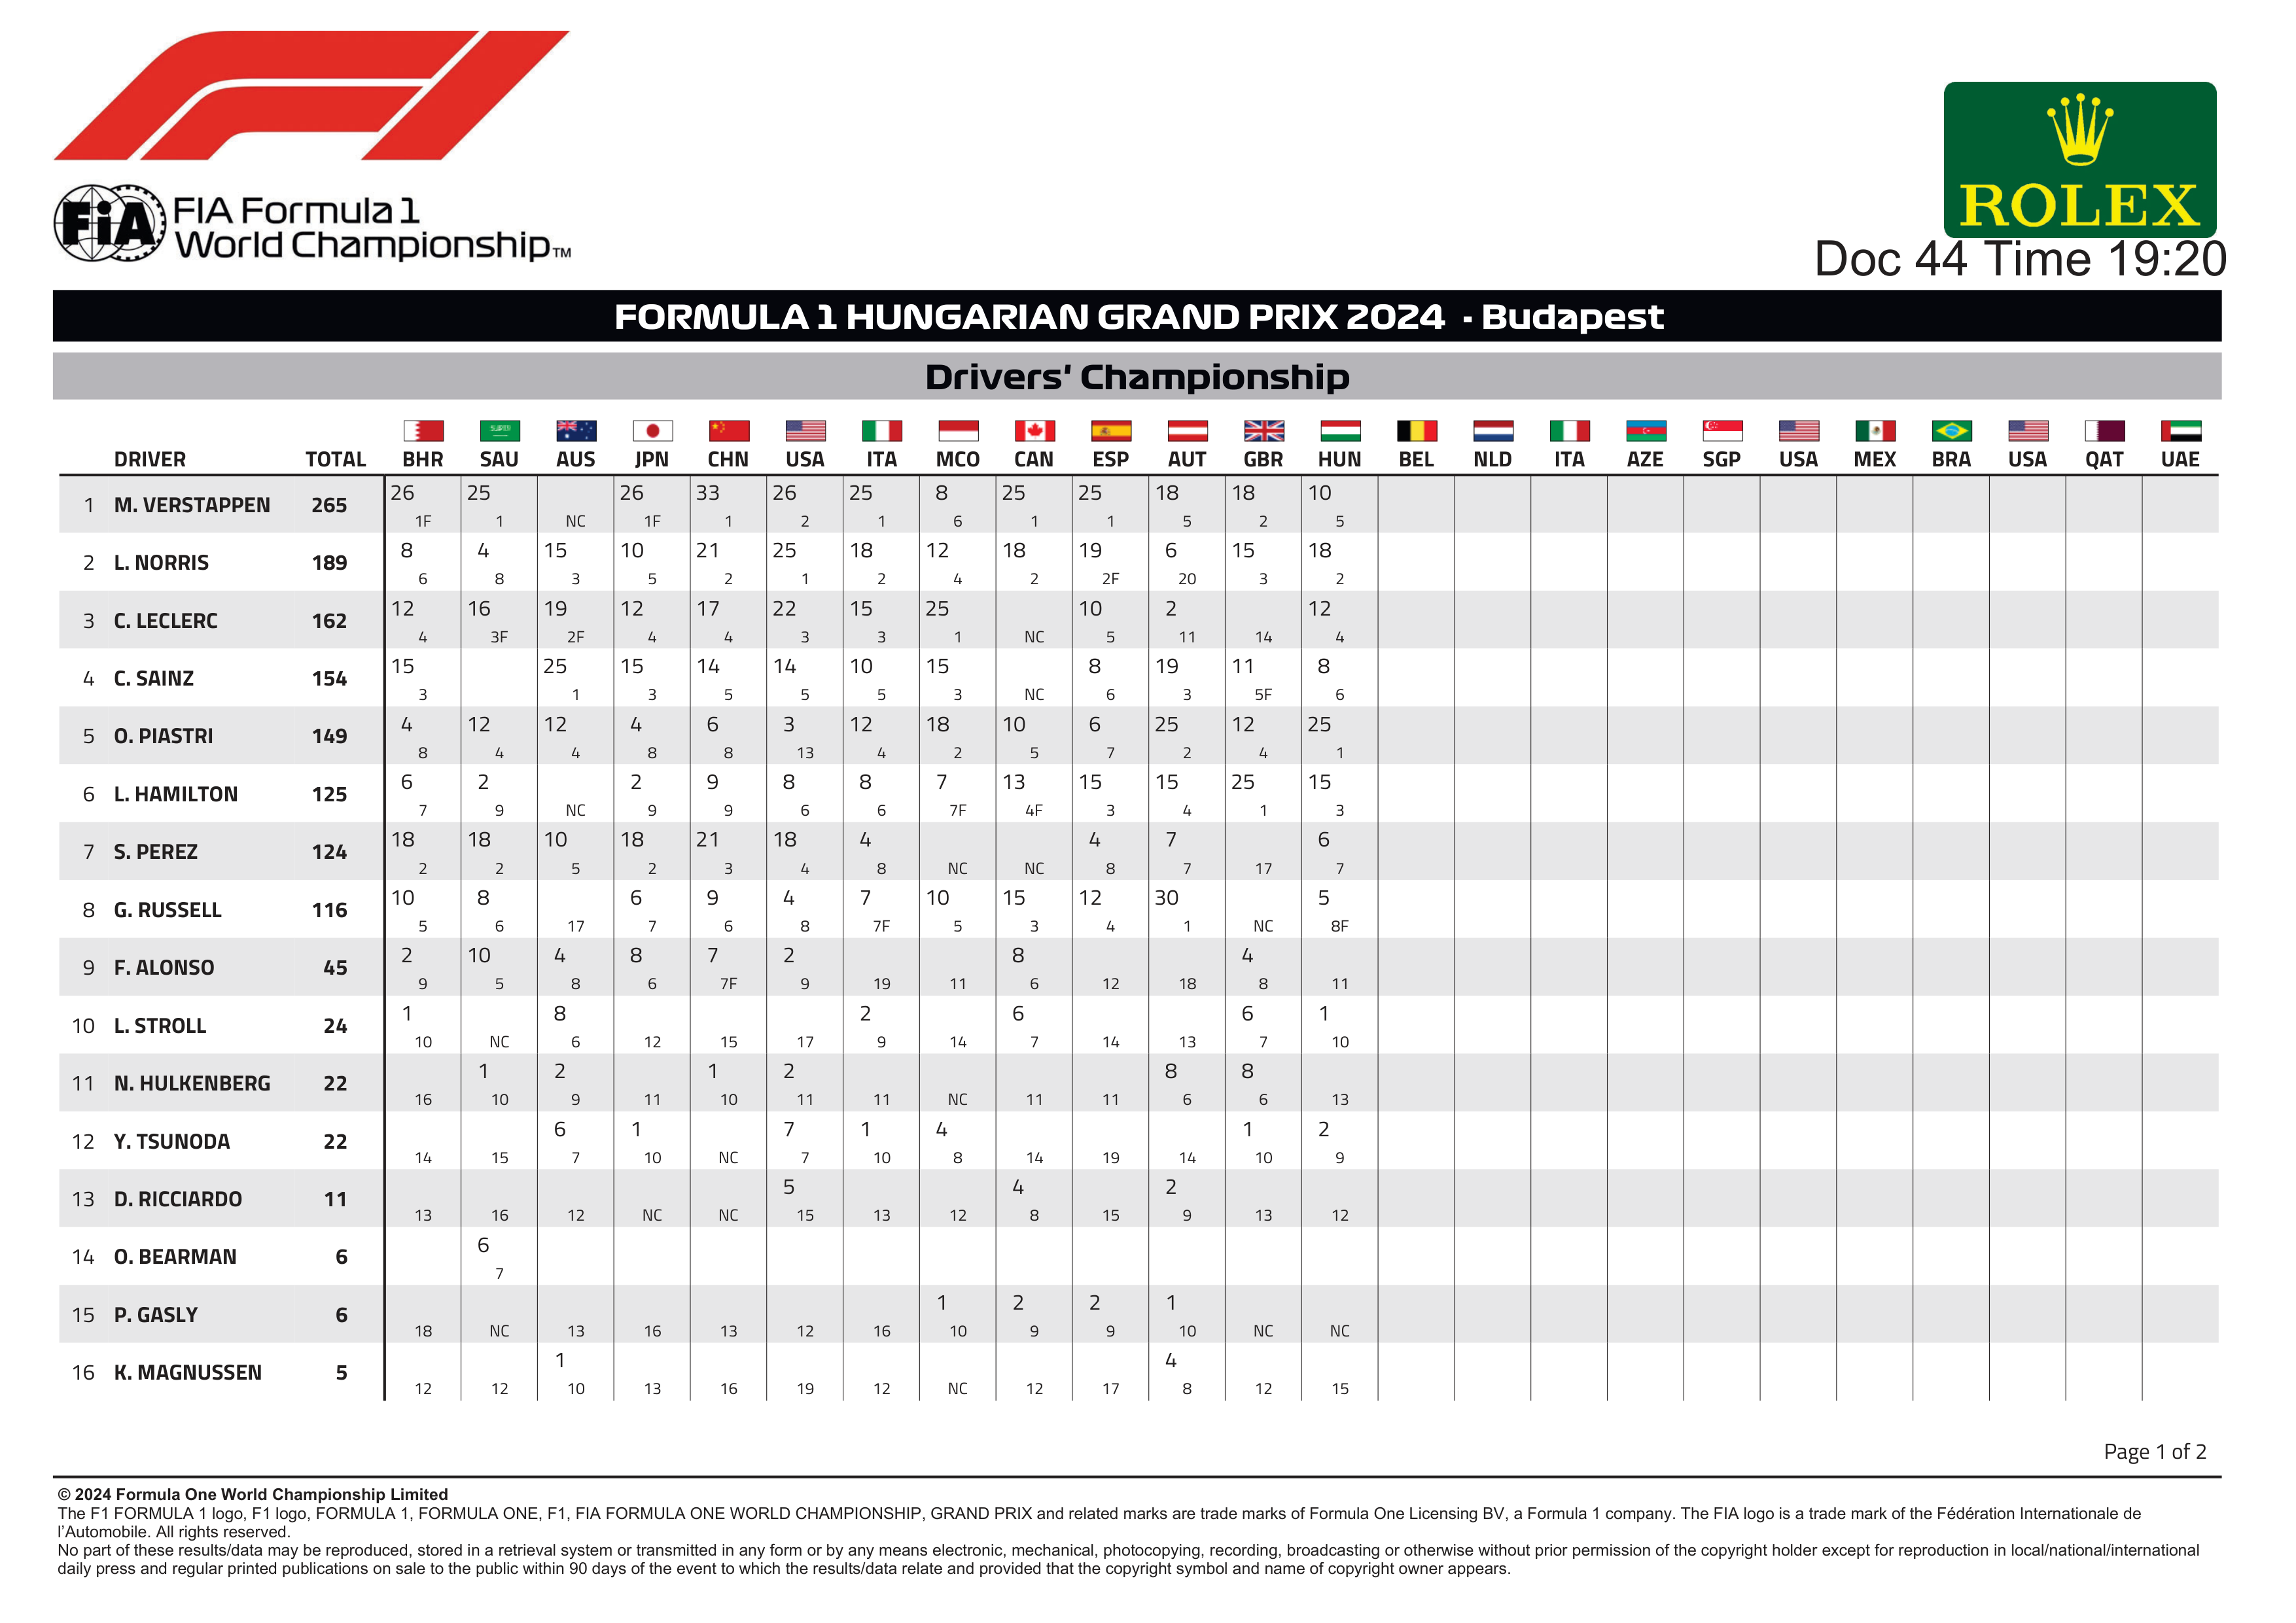 FIA
FIA Formula 1
World Championship™
ROLEX
Doc 44 Time 19:20
FORMULA 1 HUNGARIAN GRAND PRIX 2024 - Budapest
Drivers' Championship
DRIVER TOTAL BHR SAU AUS JPN CHN USA ITA MCO CAN ESP AUT GBR HUN BEL NLD ITA AZE SGP USA MEX BRA USA QAT UAE
26 25 26 33 26 25 8 25 25 18 18 10
1 M. VERSTAPPEN 265
1F 1 NC 1F 1 2 1 6 1 1 5 2 5
8 4 15 10 21 25 18 12 18 19 6 15 18
2 L. NORRIS 189
6 8 3 5 2 1 2 4 2 2F 20 3 2
12 16 19 12 17 22 15 25 10 2 12
3 C. LECLERC 162
4 3F 2F 4 4 3 3 1 NC 5 11 14 4
15 25 15 14 14 10 15 8 19 11 8
4 C. SAINZ 154
3 1 3 5 5 5 3 NC 6 3 5F 6
4 12 12 4 6 3 12 18 10 6 25 12 25
5 O. PIASTRI 149
8 4 4 8 8 13 4 2 5 7 2 4 1
6 2 2 9 8 8 7 13 15 15 25 15
6 L. HAMILTON 125
7 9 NC 9 9 6 6 7F 4F 3 4 1 3
18 18 10 18 21 18 4 4 7 6
7 S. PEREZ 124
2 2 5 2 3 4 8 NC NC 8 7 17 7
10 8 6 9 4 7 10 15 12 30 5
8 G. RUSSELL 116
5 6 17 7 6 8 7F 5 3 4 1 NC 8F
2 10 4 8 7 2 8 4
9 F. ALONSO 45
9 5 8 6 7F 9 19 11 6 12 18 8 11
1 8 2 6 6 1
10 L. STROLL 24
10 NC 6 12 15 17 9 14 7 14 13 7 10
1 2 1 2 8 8
11 N. HULKENBERG 22
16 10 9 11 10 11 11 NC 11 11 6 6 13
6 1 7 1 4 1 2
12 Y. TSUNODA 22
14 15 7 10 NC 7 10 8 14 19 14 10 9
5 4 2
13 D. RICCIARDO 11
13 16 12 NC NC 15 13 12 8 15 9 13 12
6
14 O. BEARMAN 6
7
1 2 2 1
15 P. GASLY 6
18 NC 13 16 13 12 16 10 9 9 10 NC NC
1 4
16 K. MAGNUSSEN 5
12 12 10 13 16 19 12 NC 12 17 8 12 15
Page 1 of 2
© 2024 Formula One World Championship Limited
The F1 FORMULA 1 logo, F1 logo, FORMULA 1, FORMULA ONE, F1, FIA FORMULA ONE WORLD CHAMPIONSHIP, GRAND PRIX and related marks are trade marks of Formula One Licensing BV, a Formula 1 company. The FIA logo is a trade mark of the Fédération Internationale de
l'Automobile. All rights reserved.
No part of these results/data may be reproduced, stored in a retrieval system or transmitted in any form or by any means electronic, mechanical, photocopying, recording, broadcasting or otherwise without prior permission of the copyright holder except for reproduction in local/national/international
daily press and regular printed publications on sale to the public within 90 days of the event to which the results/data relate and provided that the copyright symbol and name of copyright owner appears.